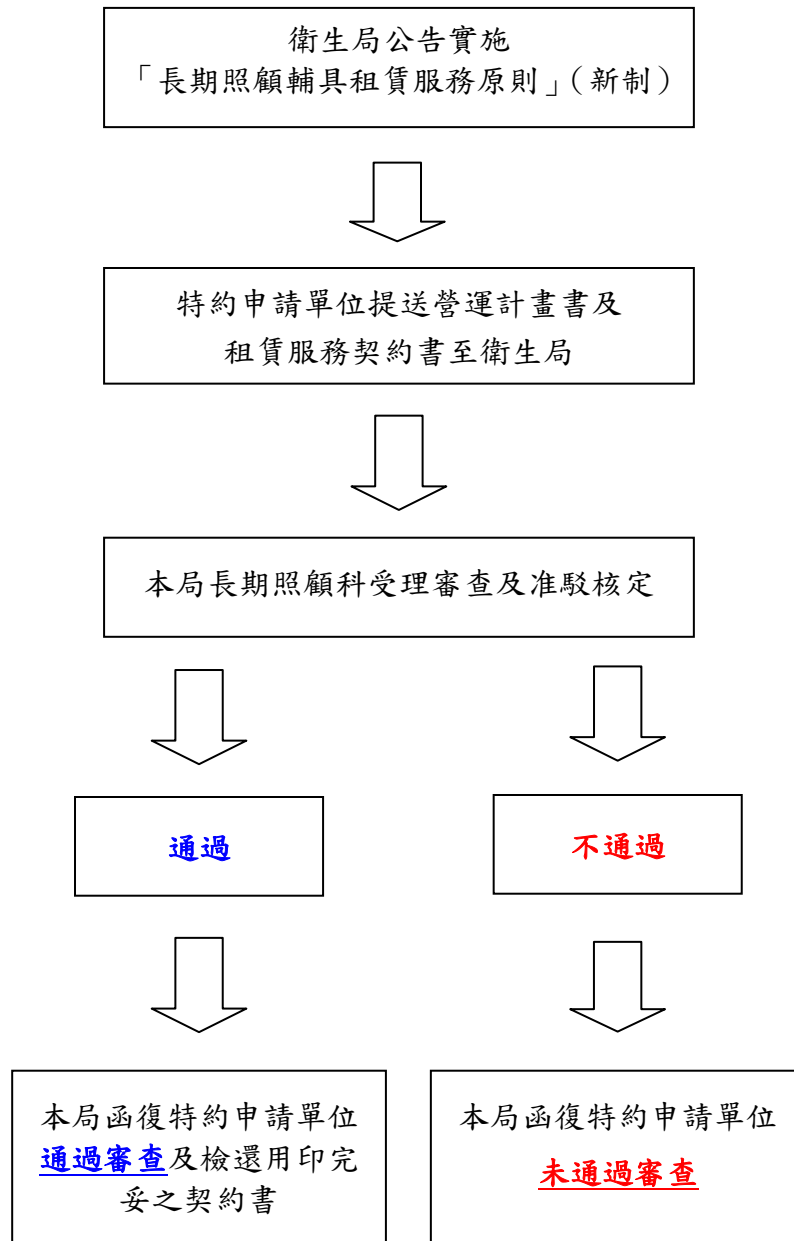 衛生局公告實施
「長期照顧輔具租賃服務原則」（新制）
特約申請單位提送營運計畫書及
租賃服務契約書至衛生局
本局長期照顧科受理審查及准駁核定
通過
不通過
本局函復特約申請單位
通過審查及檢還用印完
妥之契約書
本局函復特約申請單位
未通過審查